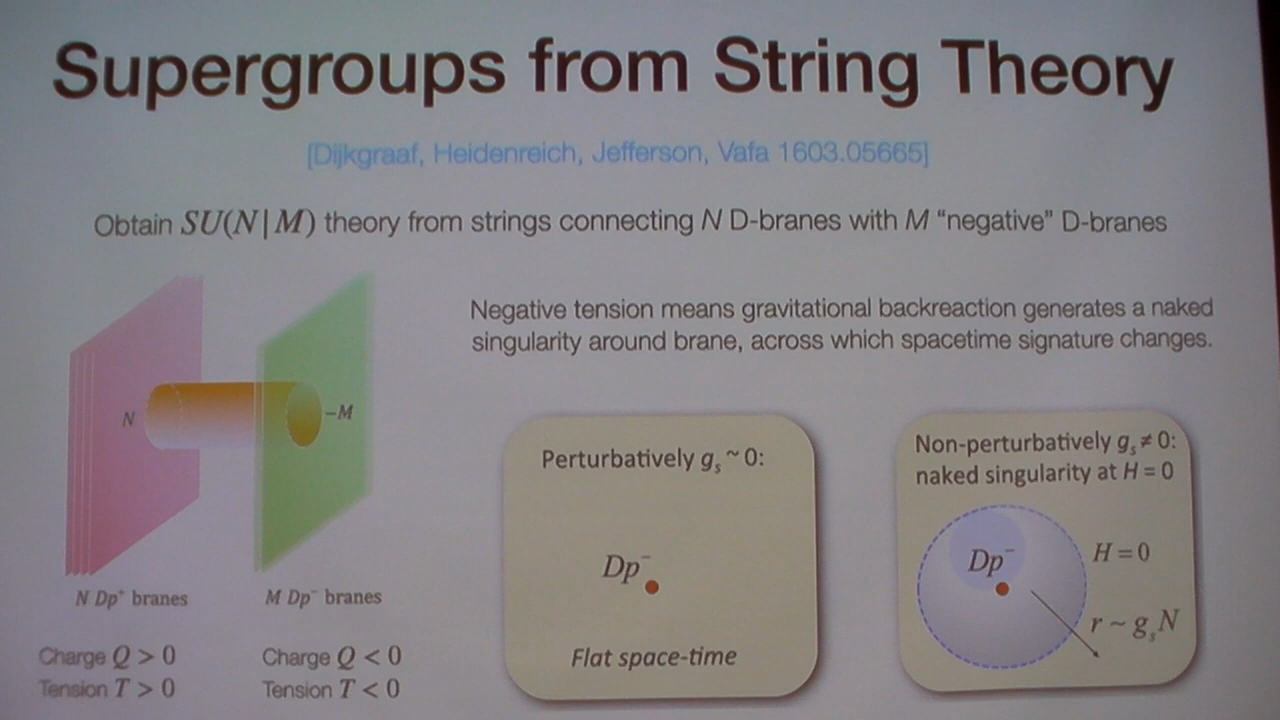 Supergroups from String Theory
[Dijkgraaf, Heidenreich, Jefferson, Vafa 1603.05665]
Obtain SU(N|M) theory from strings connecting N D-branes with M “negative” D-branes
Negative tension means gravitational backreaction generates a naked
singularity around brane, across which spacetime signature changes.
N
−M
N Dp⁺ branes
M Dp⁻ branes
Charge Q > 0
Tension T > 0
Charge Q < 0
Tension T < 0
Perturbatively gₛ ~ 0:
Dp⁻
Flat space-time
Non-perturbatively gₛ ≠ 0:
naked singularity at H = 0
Dp⁻
H = 0
r ~ gₛN